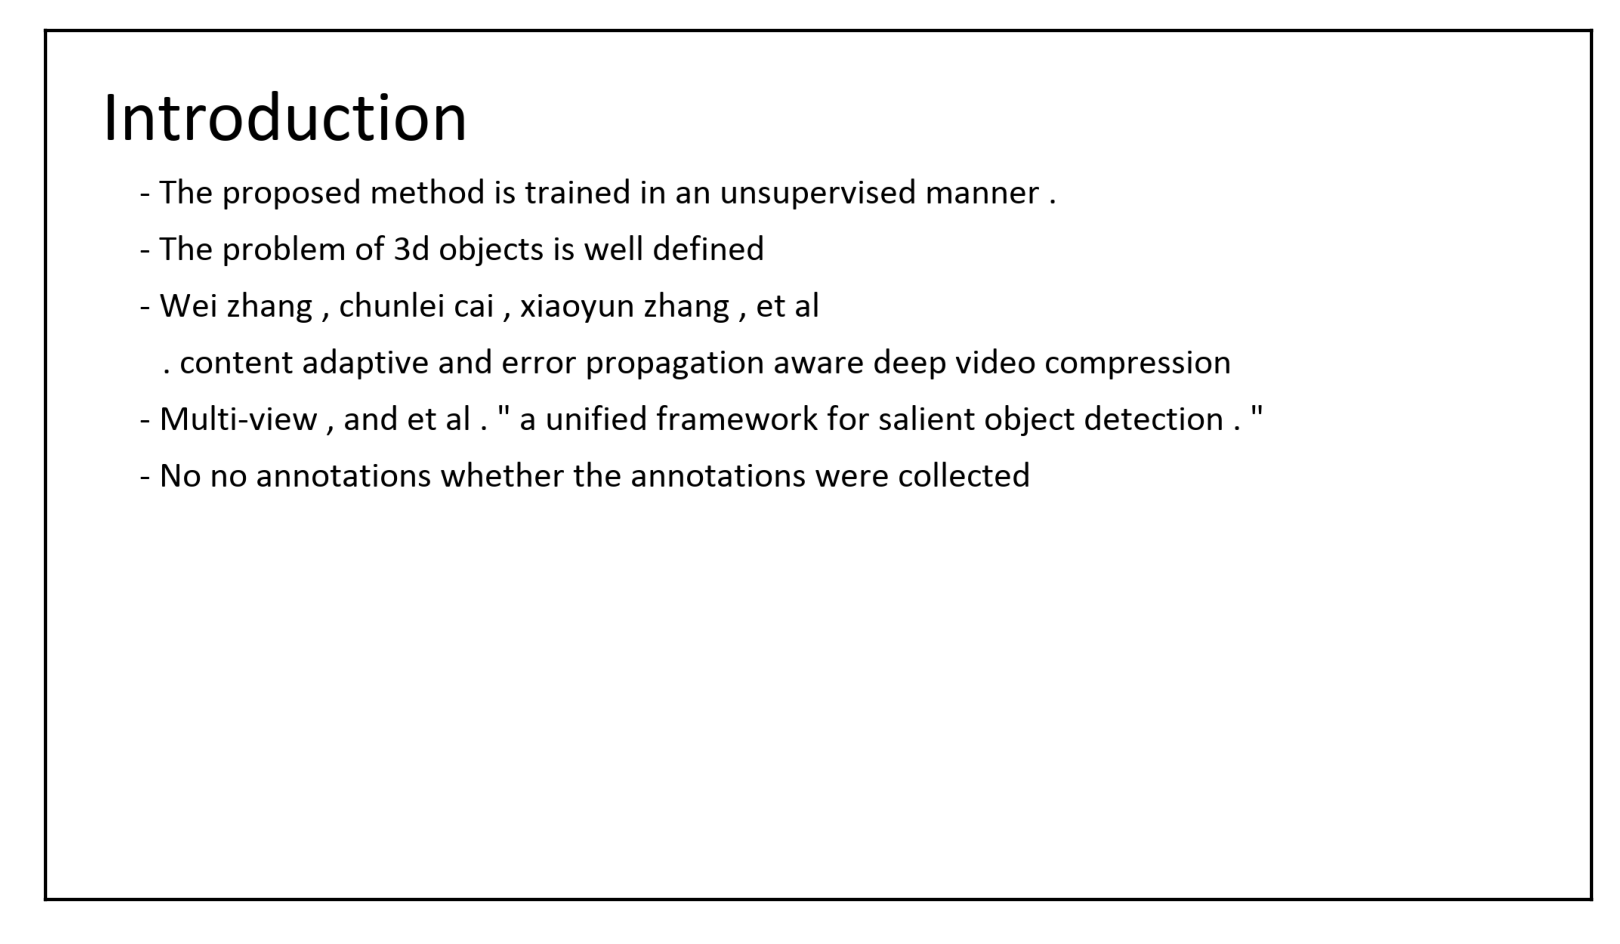 Introduction
- The proposed method is trained in an unsupervised manner .
- The problem of 3d objects is well defined
- Wei zhang , chunlei cai , xiaoyun zhang , et al
. content adaptive and error propagation aware deep video compression
- Multi-view , and et al . " a unified framework for salient object detection . "
- No no annotations whether the annotations were collected